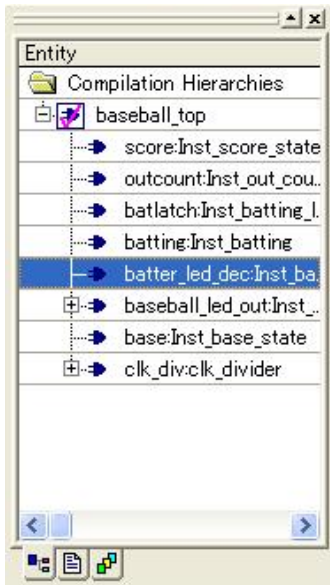 Entity
Compilation Hierarchies
baseball_top
score:Inst_score_state
outcount:Inst_out_cou..
batlatch:Inst_batting_l.
batting:Inst_batting
batter_led_dec:Inst_ba.
baseball_led_out:Inst_..
base:Inst_base_state
clk_div:clk_divider